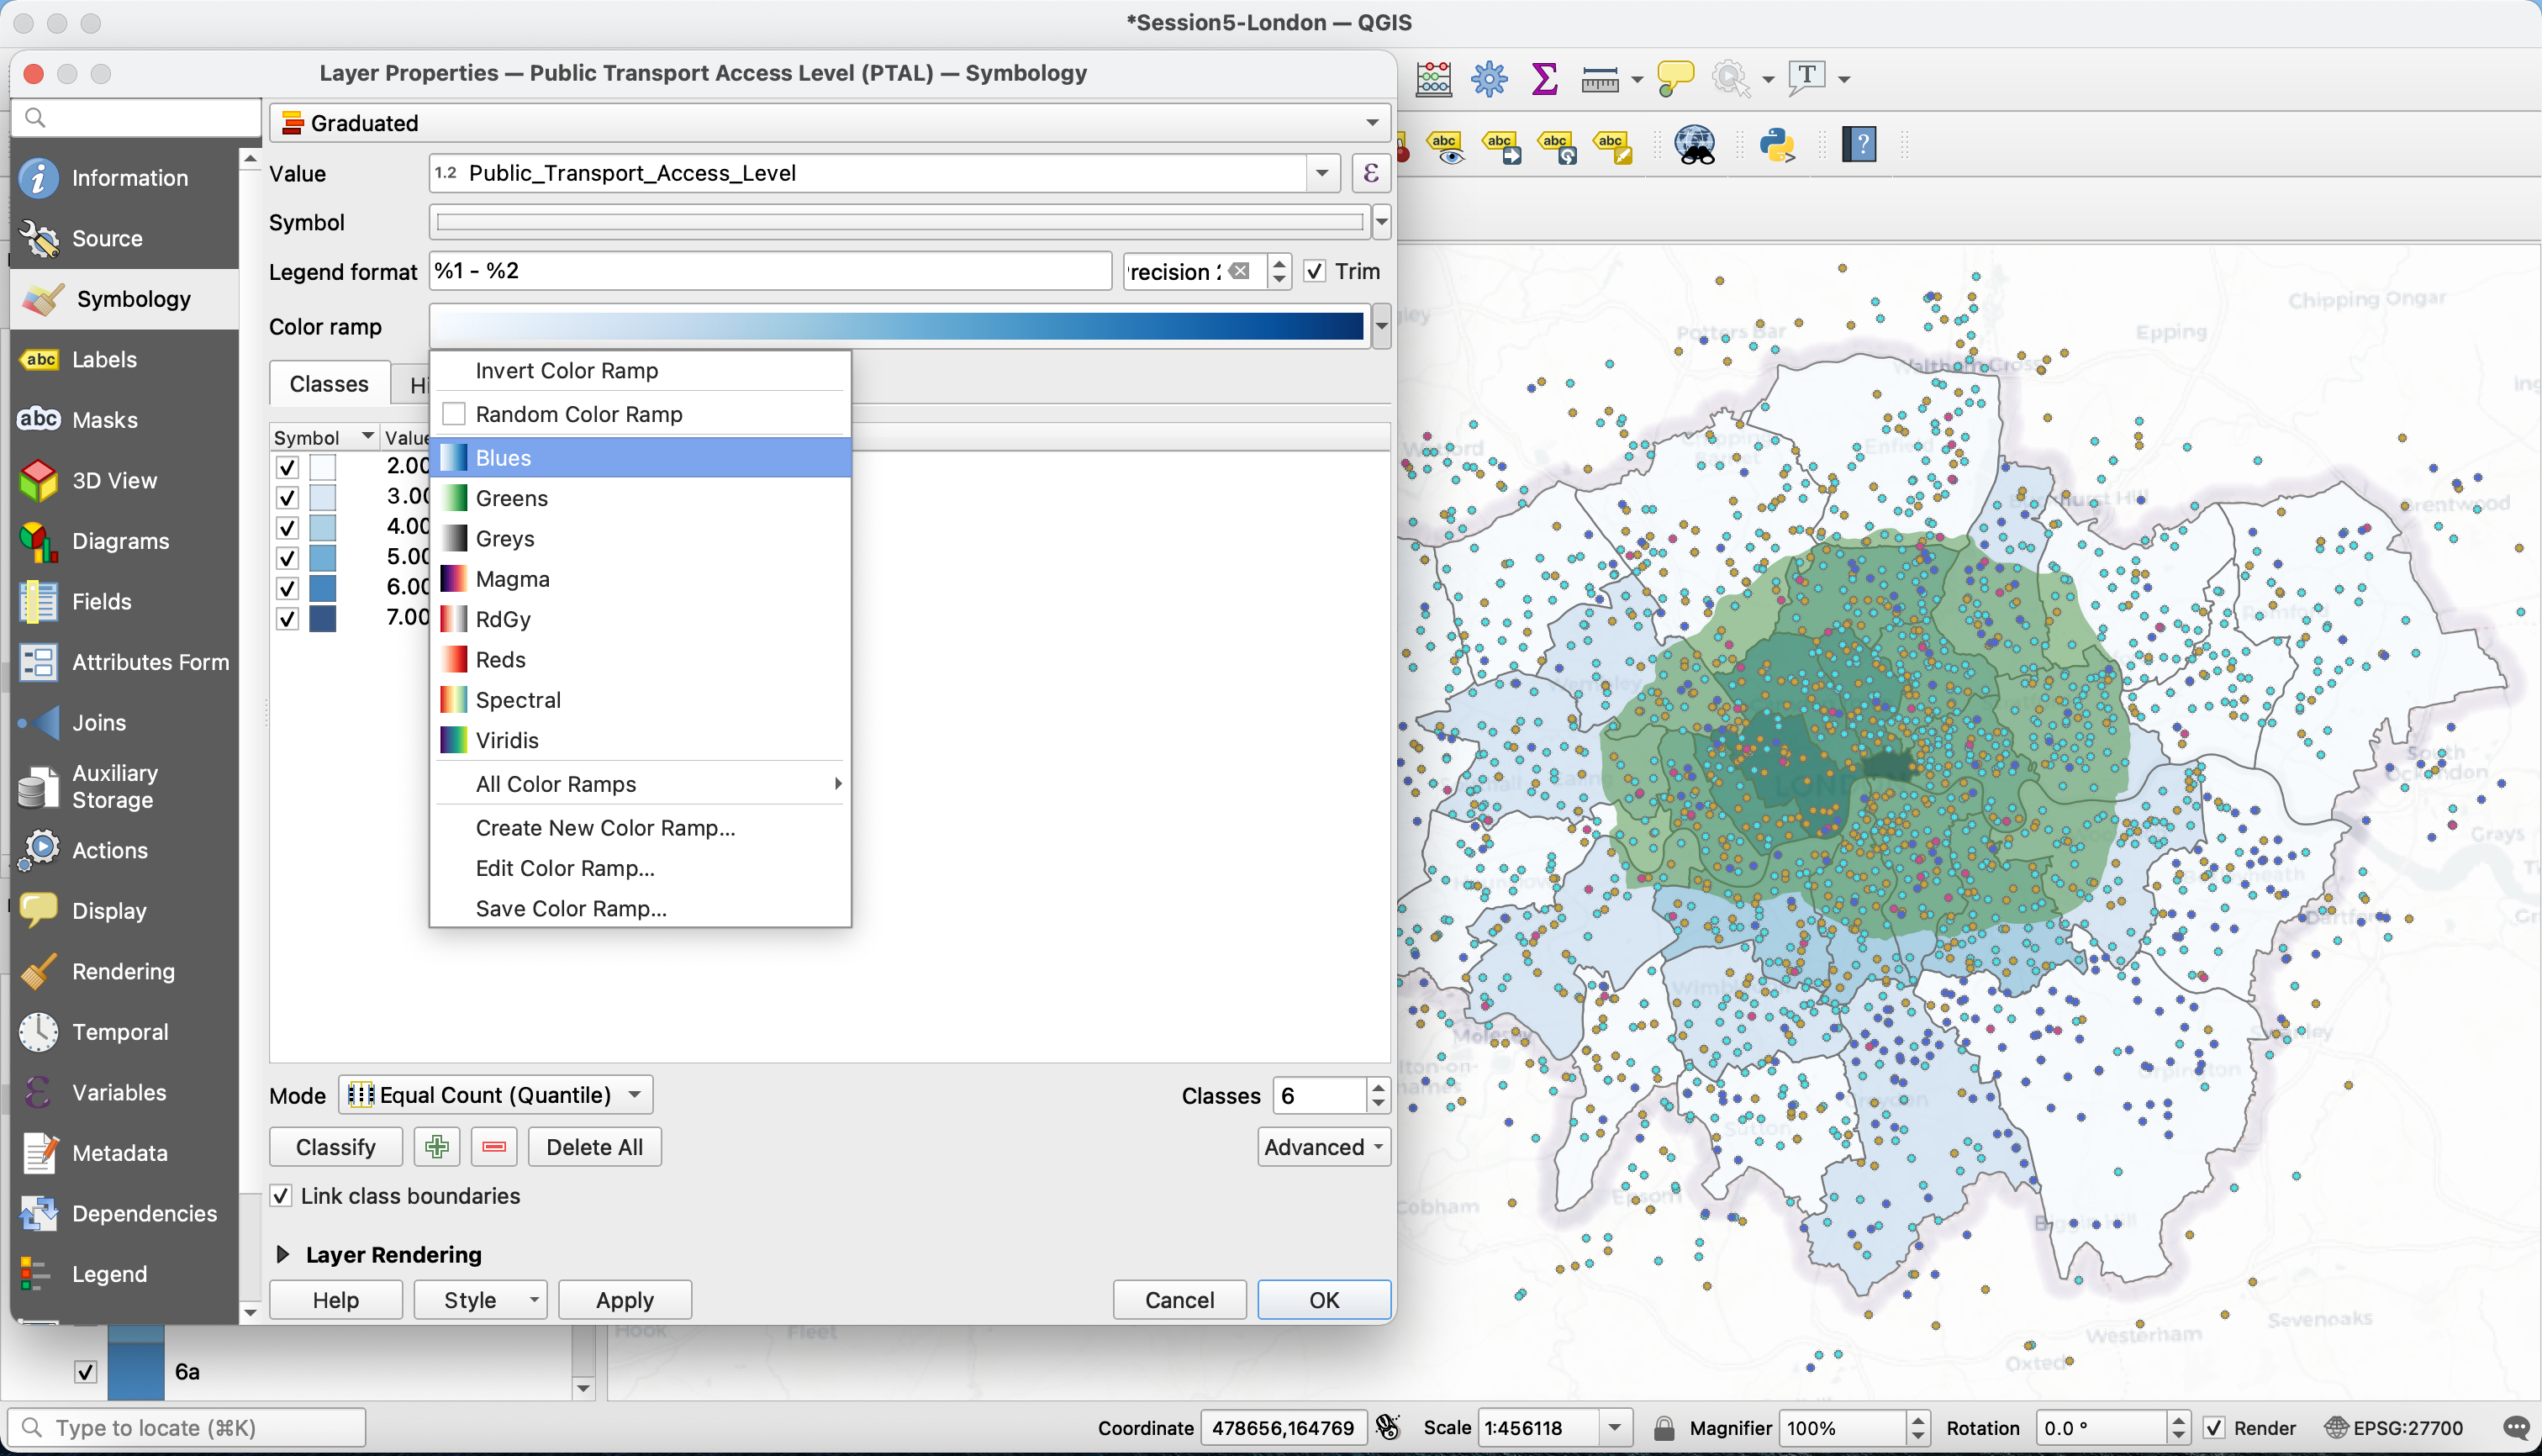 *Session5-London — QGIS
Layer Properties — Public Transport Access Level (PTAL) — Symbology
Graduated
Information
Value
1.2 Public_Transport_Access_Level
ε
Source
Symbol
Symbology
Legend format
%1 - %2
Trim
Color ramp
Labels
Masks
3D View
Diagrams
Fields
Attributes Form
Joins
Auxiliary
Storage
Actions
Display
Rendering
Temporal
Variables
Metadata
Dependencies
Legend
Classes
Symbol
2.00
3.00
4.00
5.00
6.00
7.00
Invert Color Ramp
Random Color Ramp
Blues
Greens
Greys
Magma
RdGy
Reds
Spectral
Viridis
All Color Ramps
Create New Color Ramp...
Edit Color Ramp...
Save Color Ramp...
Mode
Equal Count (Quantile)
Classes
6
Classify
Delete All
Advanced
Link class boundaries
Layer Rendering
Help
Style
Apply
Cancel
OK
6a
abc
abc
abc
abc
Chipping Ongar
Potters Bar
Epping
Waltham Cross
Enfield
Brentwood
Romford
Wembley
LONDON
South
Ockendon
Grays
Dartford
Sutton
Orpington
Epsom
Cobham
Biggin Hill
Sevenoaks
Westerham
Oxted
Hook
Fleet
Type to locate (⌘K)
Coordinate
478656,164769
Scale
1:456118
Magnifier
100%
Rotation
0.0 °
Render
EPSG:27700